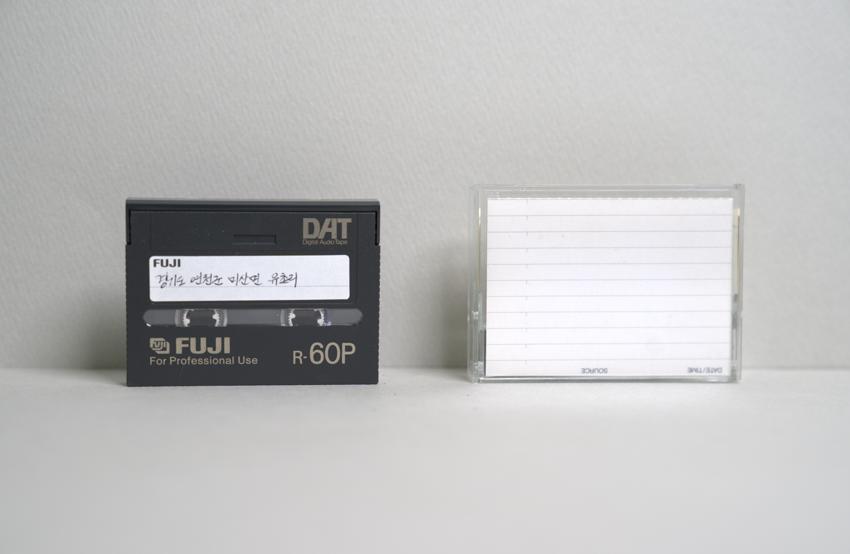 DAT
Digital Audio Tape
FUJI
경기도 연천군 미산면 유촌리
FUJI FUJI
For Professional Use
R-60P
SOURCE
DATE/TIME